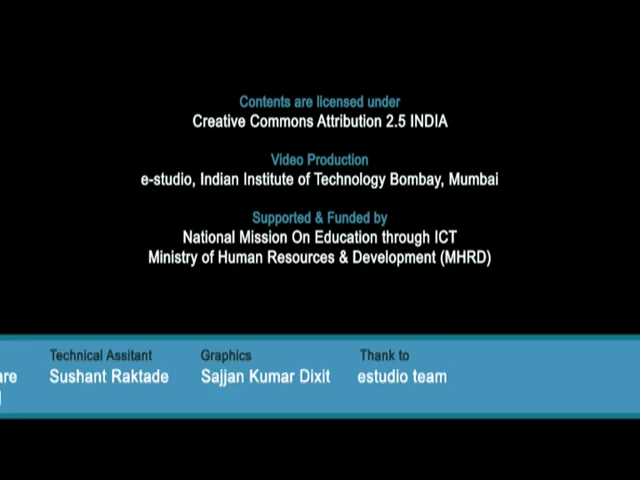 Contents are licensed under
Creative Commons Attribution 2.5 INDIA
Video Production
e-studio, Indian Institute of Technology Bombay, Mumbai
Supported & Funded by
National Mission On Education through ICT
Ministry of Human Resources & Development (MHRD)
Technical Assitant Graphics Thank to
Sushant Raktade Sajjan Kumar Dixit estudio team